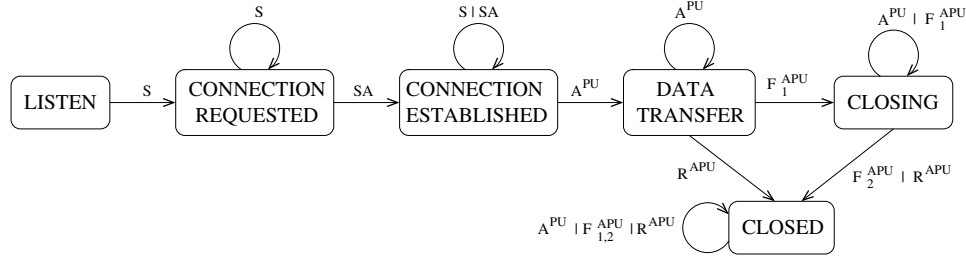 S
S | SA
A^PU
A^PU | F_1^APU
LISTEN
S
CONNECTION
REQUESTED
SA
CONNECTION
ESTABLISHED
A^PU
DATA
TRANSFER
F_1^APU
CLOSING
R^APU
F_2^APU | R^APU
A^PU | F_1,2^APU | R^APU
CLOSED